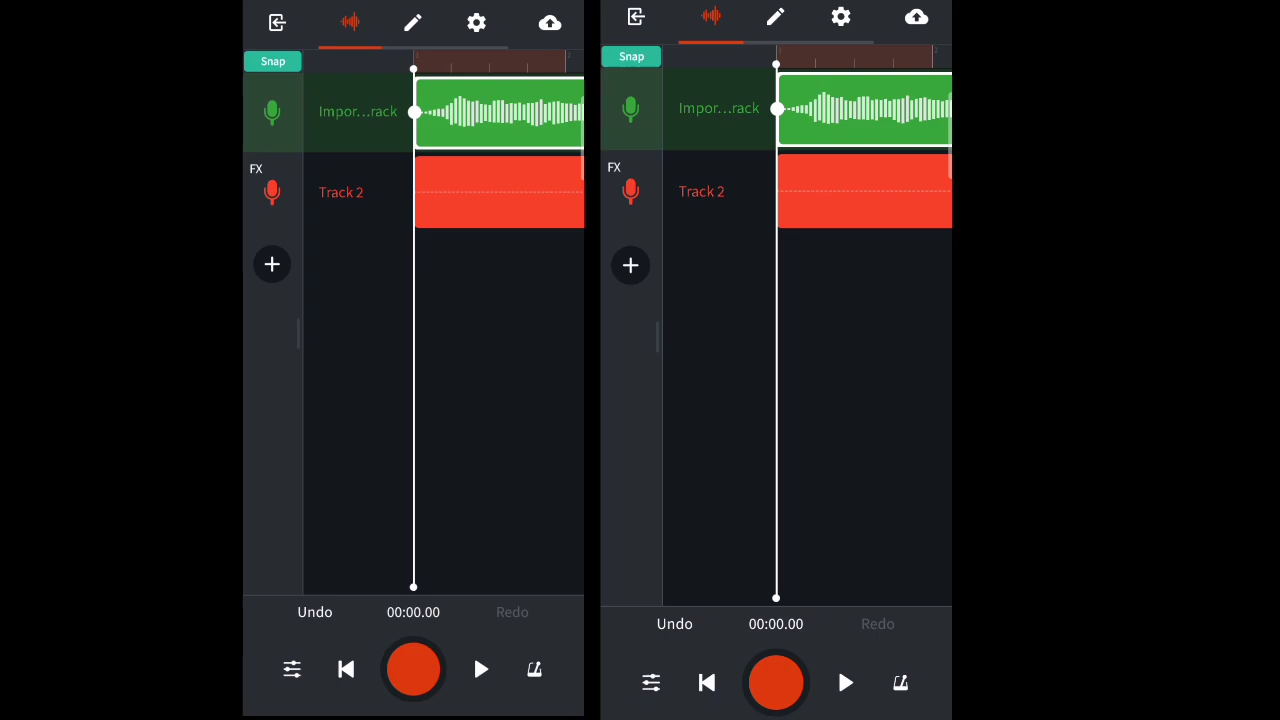 Snap
Impor...rack
FX
Track 2
Undo
00:00.00
Redo
Snap
Impor...rack
FX
Track 2
Undo
00:00.00
Redo